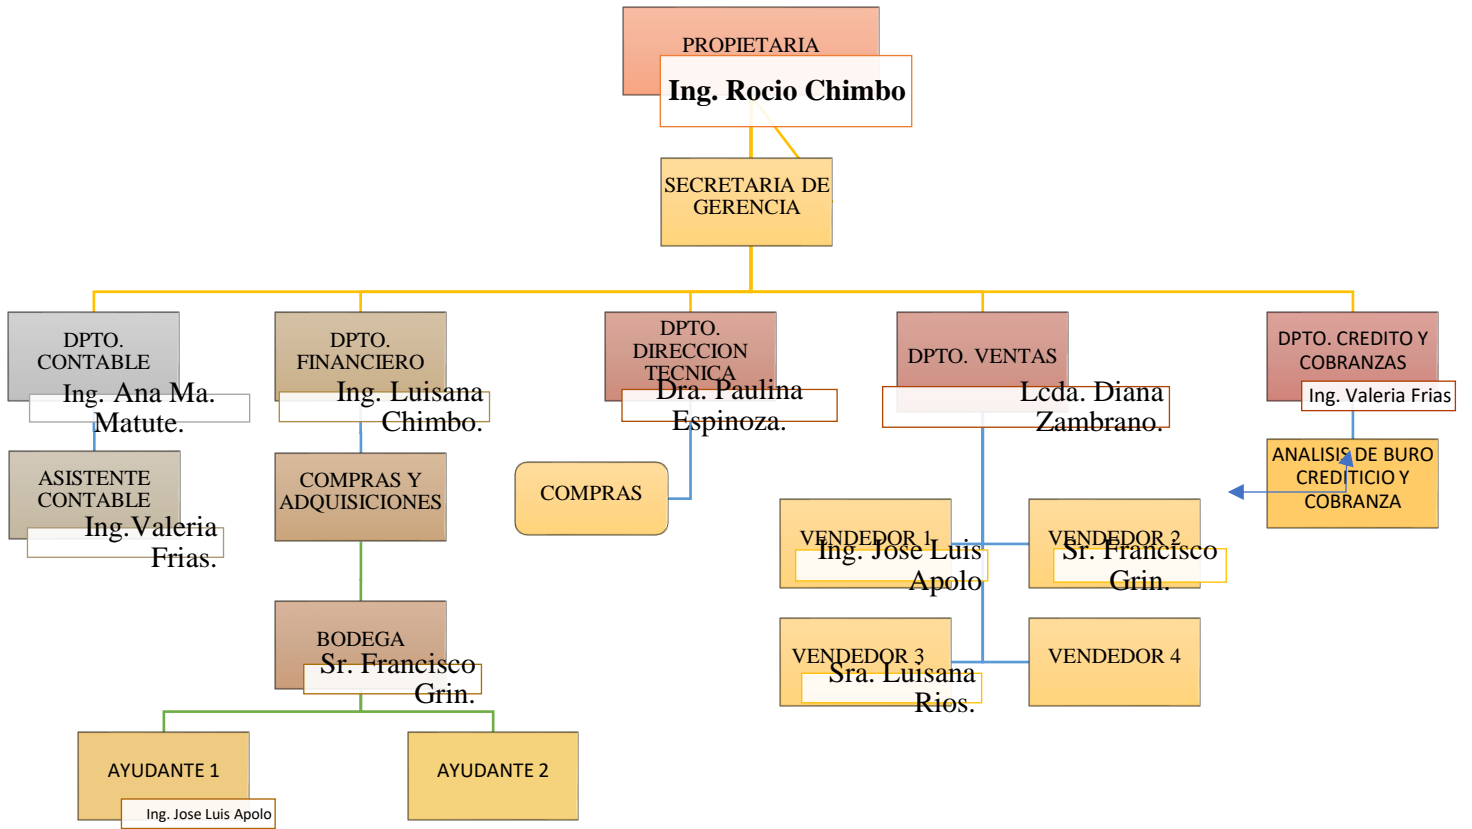 PROPIETARIA
Ing. Rocio Chimbo
SECRETARIA DE
GERENCIA
DPTO.
CONTABLE
Ing. Ana Ma.
Matute.
ASISTENTE
CONTABLE
Ing.Valeria
Frias.
DPTO.
FINANCIERO
Ing. Luisana
Chimbo.
COMPRAS Y
ADQUISICIONES
BODEGA
Sr. Francisco
Grin.
AYUDANTE 1
Ing. Jose Luis Apolo
AYUDANTE 2
DPTO.
DIRECCION
TECNICA
Dra. Paulina
Espinoza.
COMPRAS
DPTO. VENTAS
Lcda. Diana
Zambrano.
VENDEDOR 1
Ing. Jose Luis
Apolo
VENDEDOR 2
Sr. Francisco
Grin.
VENDEDOR 3
Sra. Luisana
Rios.
VENDEDOR 4
DPTO. CREDITO Y
COBRANZAS
Ing. Valeria Frias
ANALISIS DE BURO
CREDITICIO Y
COBRANZA